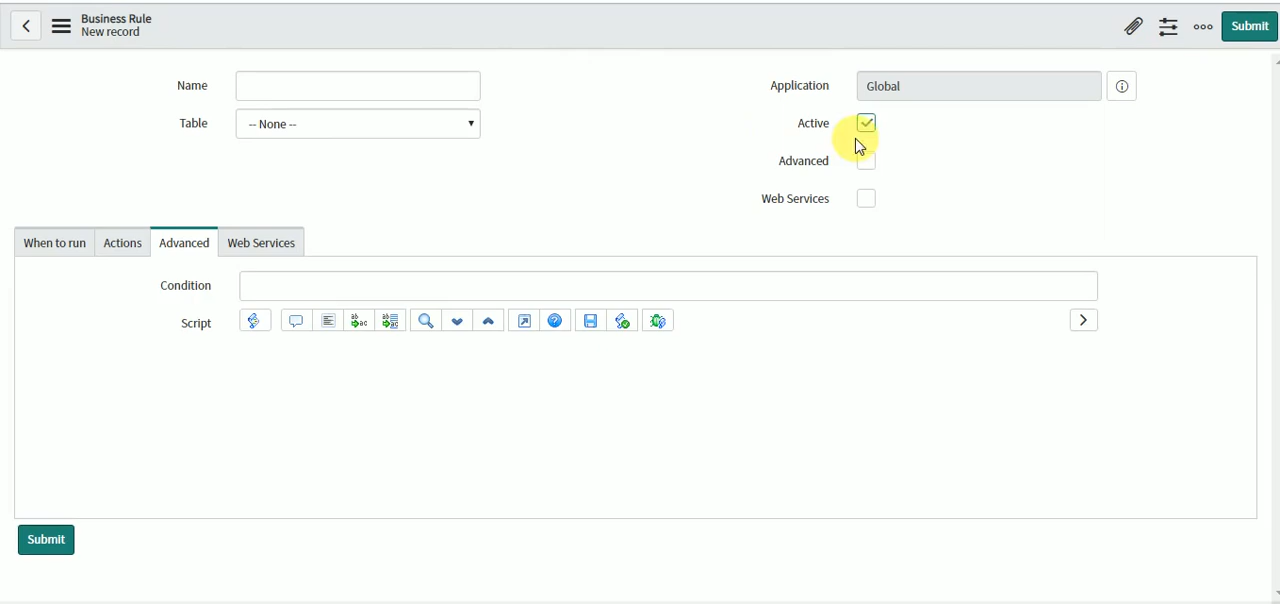 Business Rule
New record
Submit
Name
Application
Global
Table
-- None --
Active
Advanced
Web Services
When to run
Actions
Advanced
Web Services
Condition
Script
Submit